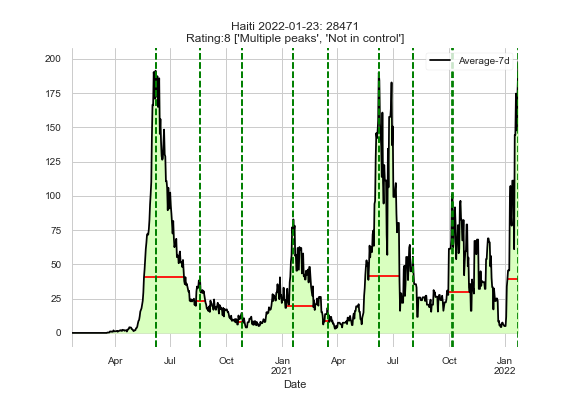 Haiti 2022-01-23: 28471
Rating:8 ['Multiple peaks', 'Not in control']
Average-7d
200
175
150
125
100
75
50
25
0
Apr Jul Oct Jan Apr Jul Oct Jan
2021 2022
Date